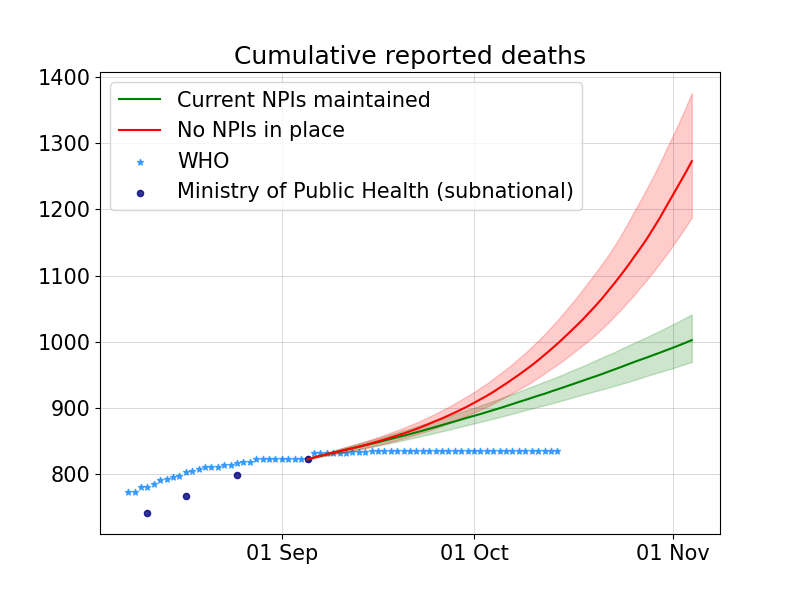 Cumulative reported deaths
1400
1300
1200
1100
1000
900
800
Current NPIs maintained
No NPIs in place
WHO
Ministry of Public Health (subnational)
01 Sep
01 Oct
01 Nov